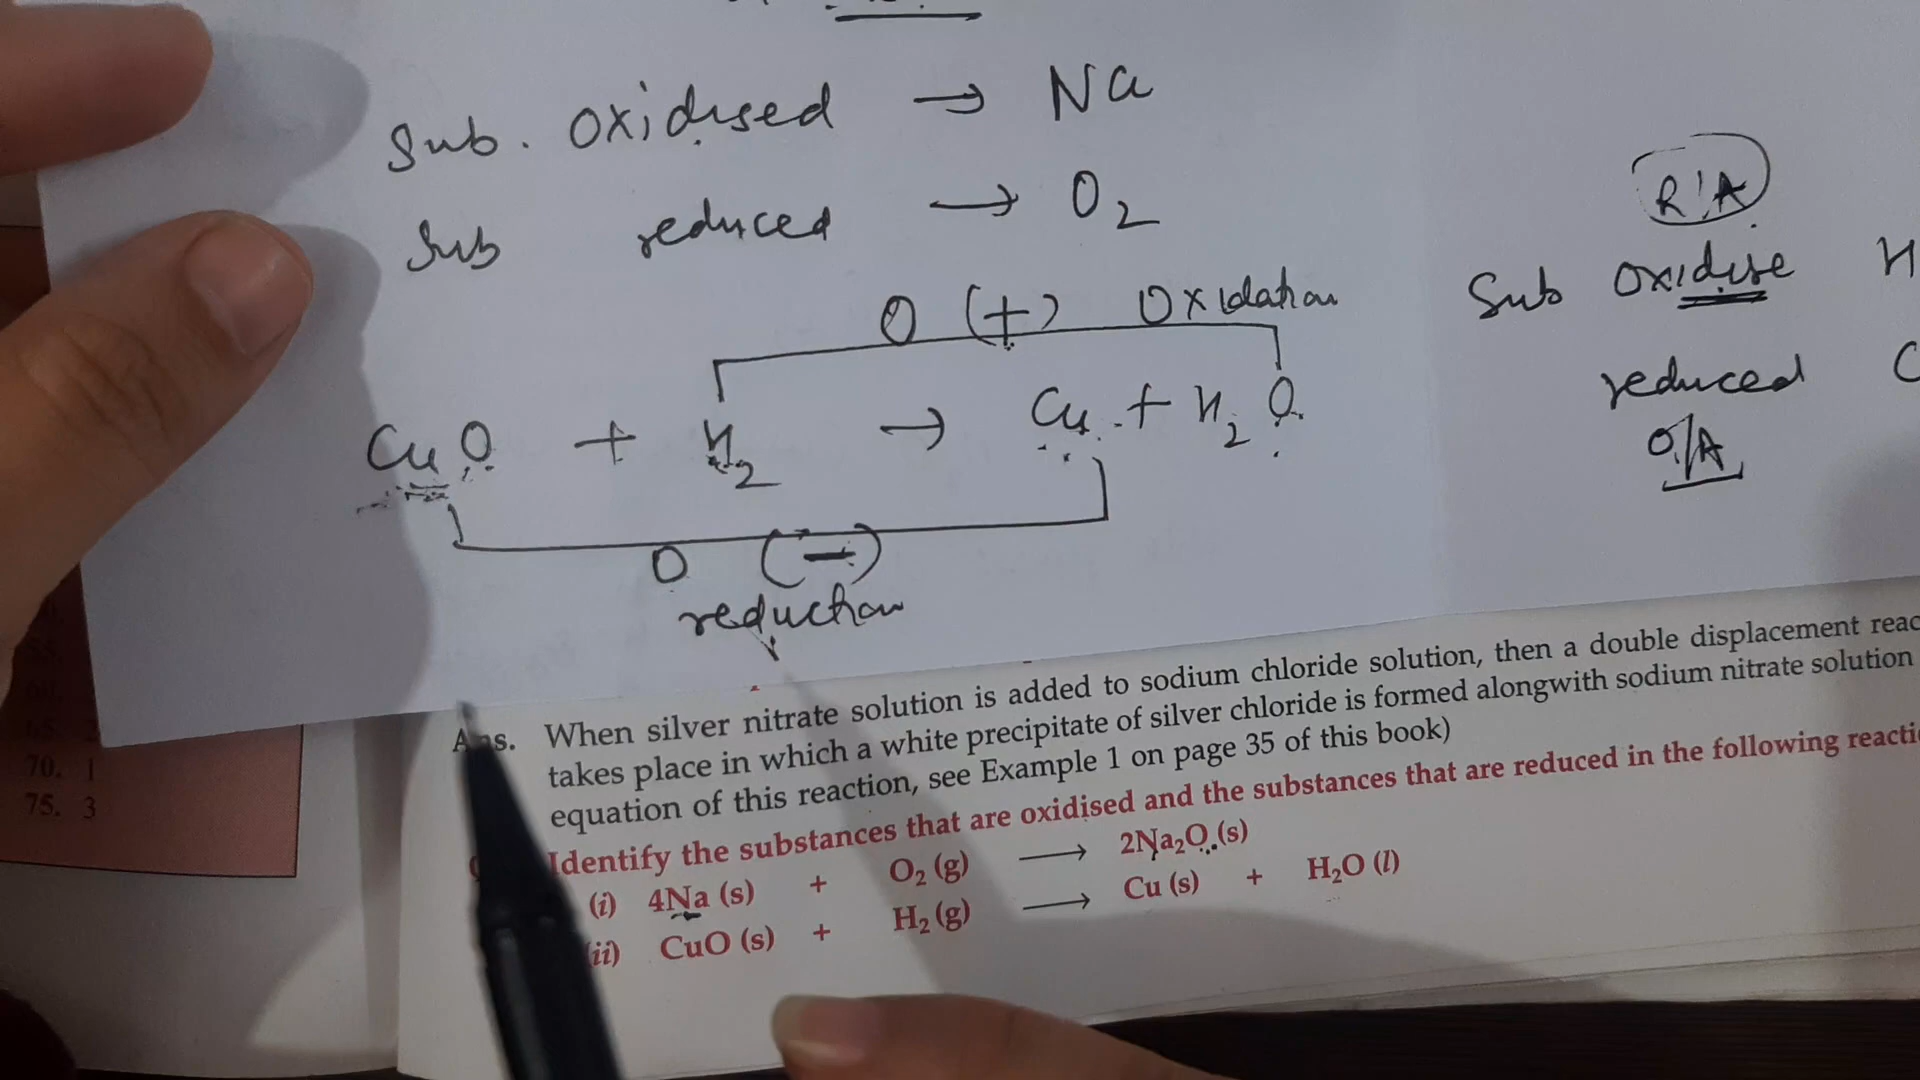 Sub. Oxidised → Na
Sub reduced → O2
O (+) Oxidation
CuO + H2 → Cu + H2O
O (-)
reduction
R/A
Sub Oxidise H
reduced C
O/A
Ans. When silver nitrate solution is added to sodium chloride solution, then a double displacement reac
takes place in which a white precipitate of silver chloride is formed alongwith sodium nitrate solution
equation of this reaction, see Example 1 on page 35 of this book)
Identify the substances that are oxidised and the substances that are reduced in the following reacti
(i) 4Na (s) + O2 (g) → 2Na2O (s)
(ii) CuO (s) + H2 (g) → Cu (s) + H2O (l)
70. 1
75. 3